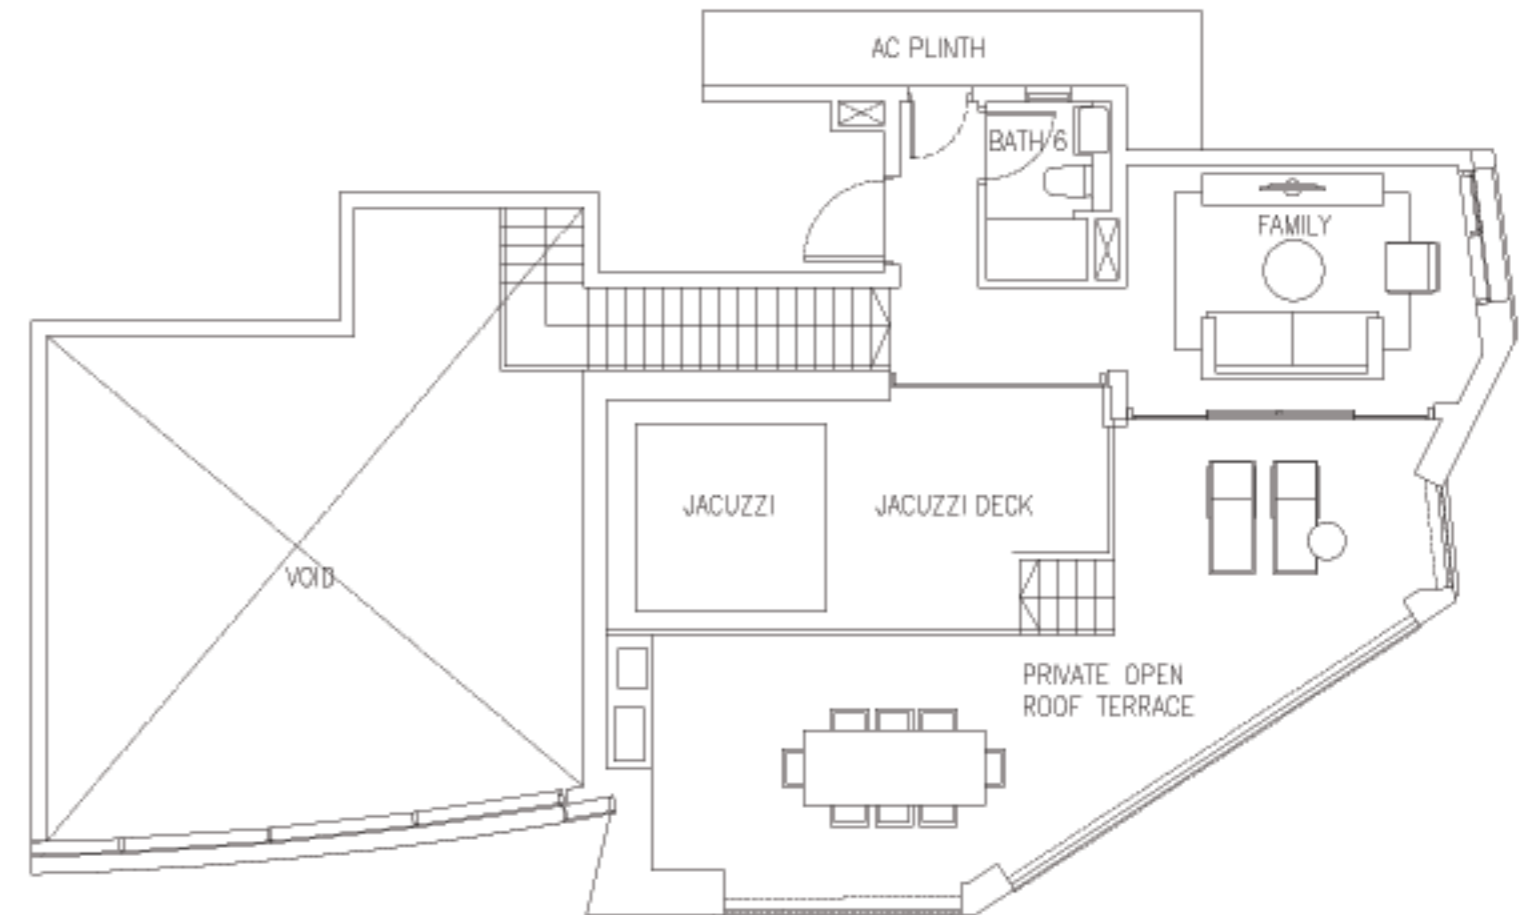 AC PLINTH
BATH 6
FAMILY
JACUZZI
JACUZZI DECK
VOID
PRIVATE OPEN
ROOF TERRACE